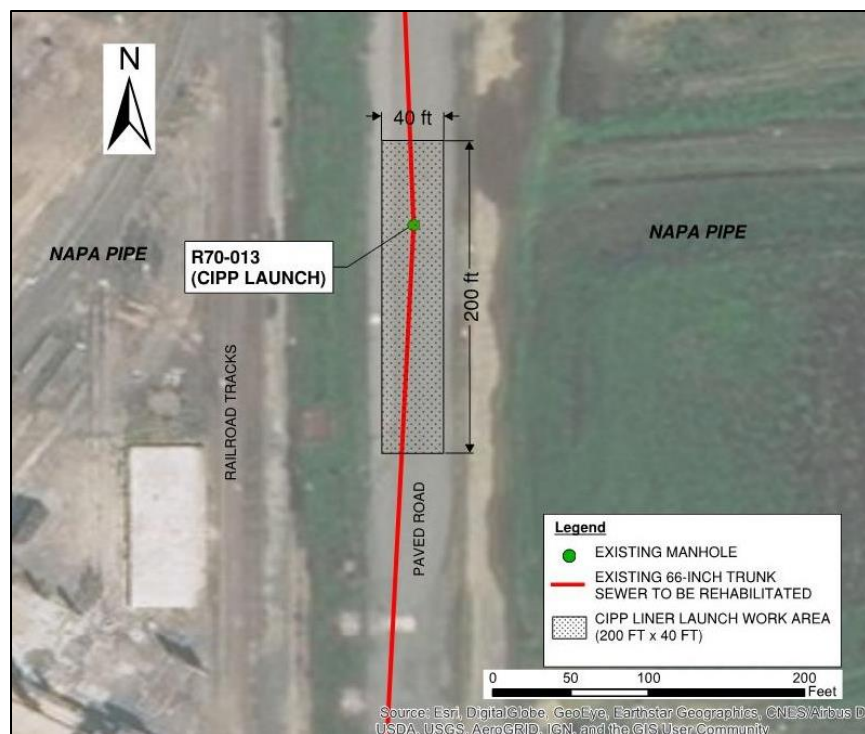 N
40 ft
NAPA PIPE
R70-013
(CIPP LAUNCH)
200 ft
NAPA PIPE
RAILROAD TRACKS
PAVED ROAD
Legend
EXISTING MANHOLE
EXISTING 66-INCH TRUNK
SEWER TO BE REHABILITATED
CIPP LINER LAUNCH WORK AREA
(200 FT x 40 FT)
0 50 100 200
Feet
Source: Esri, DigitalGlobe, GeoEye, Earthstar Geographics, CNES/Airbus D
USDA, USGS, AeroGRID, IGN, and the GIS User Community